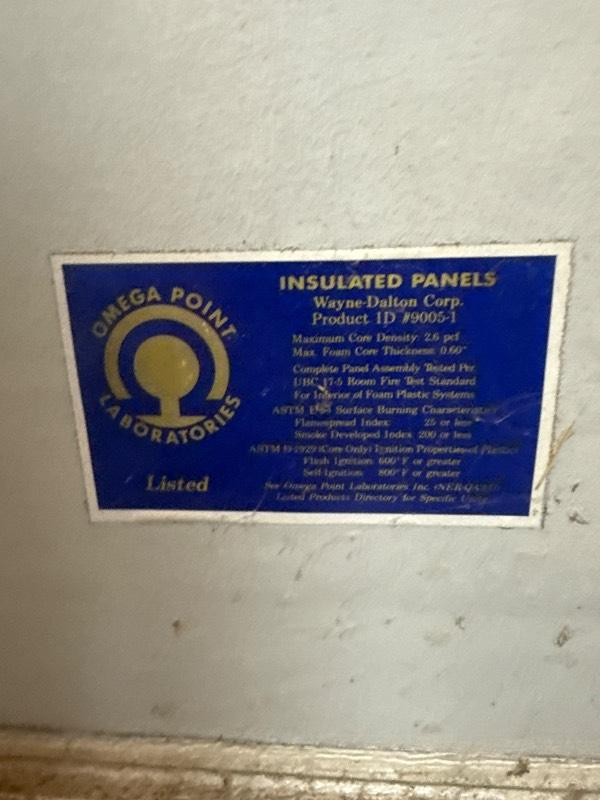 OMEGA POINT
LABORATORIES
Listed
INSULATED PANELS
Wayne-Dalton Corp.
Product ID #9005-1
Maximum Core Density: 2.6 pcf
Max. Foam Core Thickness: 0.60"
Complete Panel Assembly Tested Per
UBC 17-5 Room Fire Test Standard
For Interior of Foam Plastic Systems
ASTM Surface Burning Characteristics
Flamespread Index: 25 or less
Smoke Developed Index: 200 or less
ASTM D-1929 (Core Only) Ignition Properties of Plastics
Flash Ignition: 600° F or greater
Self-Ignition: 800° F or greater
See Omega Point Laboratories Inc.
Listed Products Directory for Specific